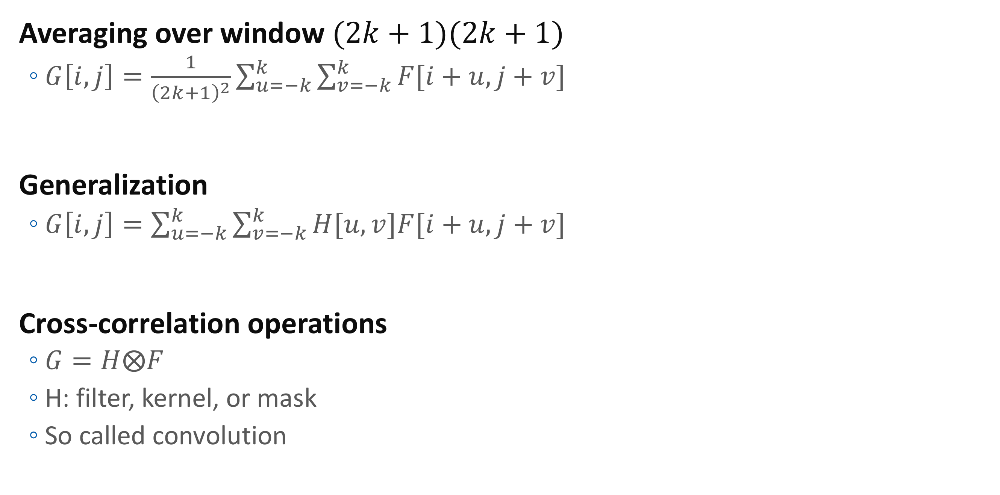 Averaging over window (2k + 1)(2k + 1)
∘ G[i, j] = \frac{1}{(2k+1)^2} \sum_{u=-k}^{k} \sum_{v=-k}^{k} F[i + u, j + v]
Generalization
∘ G[i, j] = \sum_{u=-k}^{k} \sum_{v=-k}^{k} H[u, v]F[i + u, j + v]
Cross-correlation operations
∘ G = H⊗F
∘ H: filter, kernel, or mask
∘ So called convolution